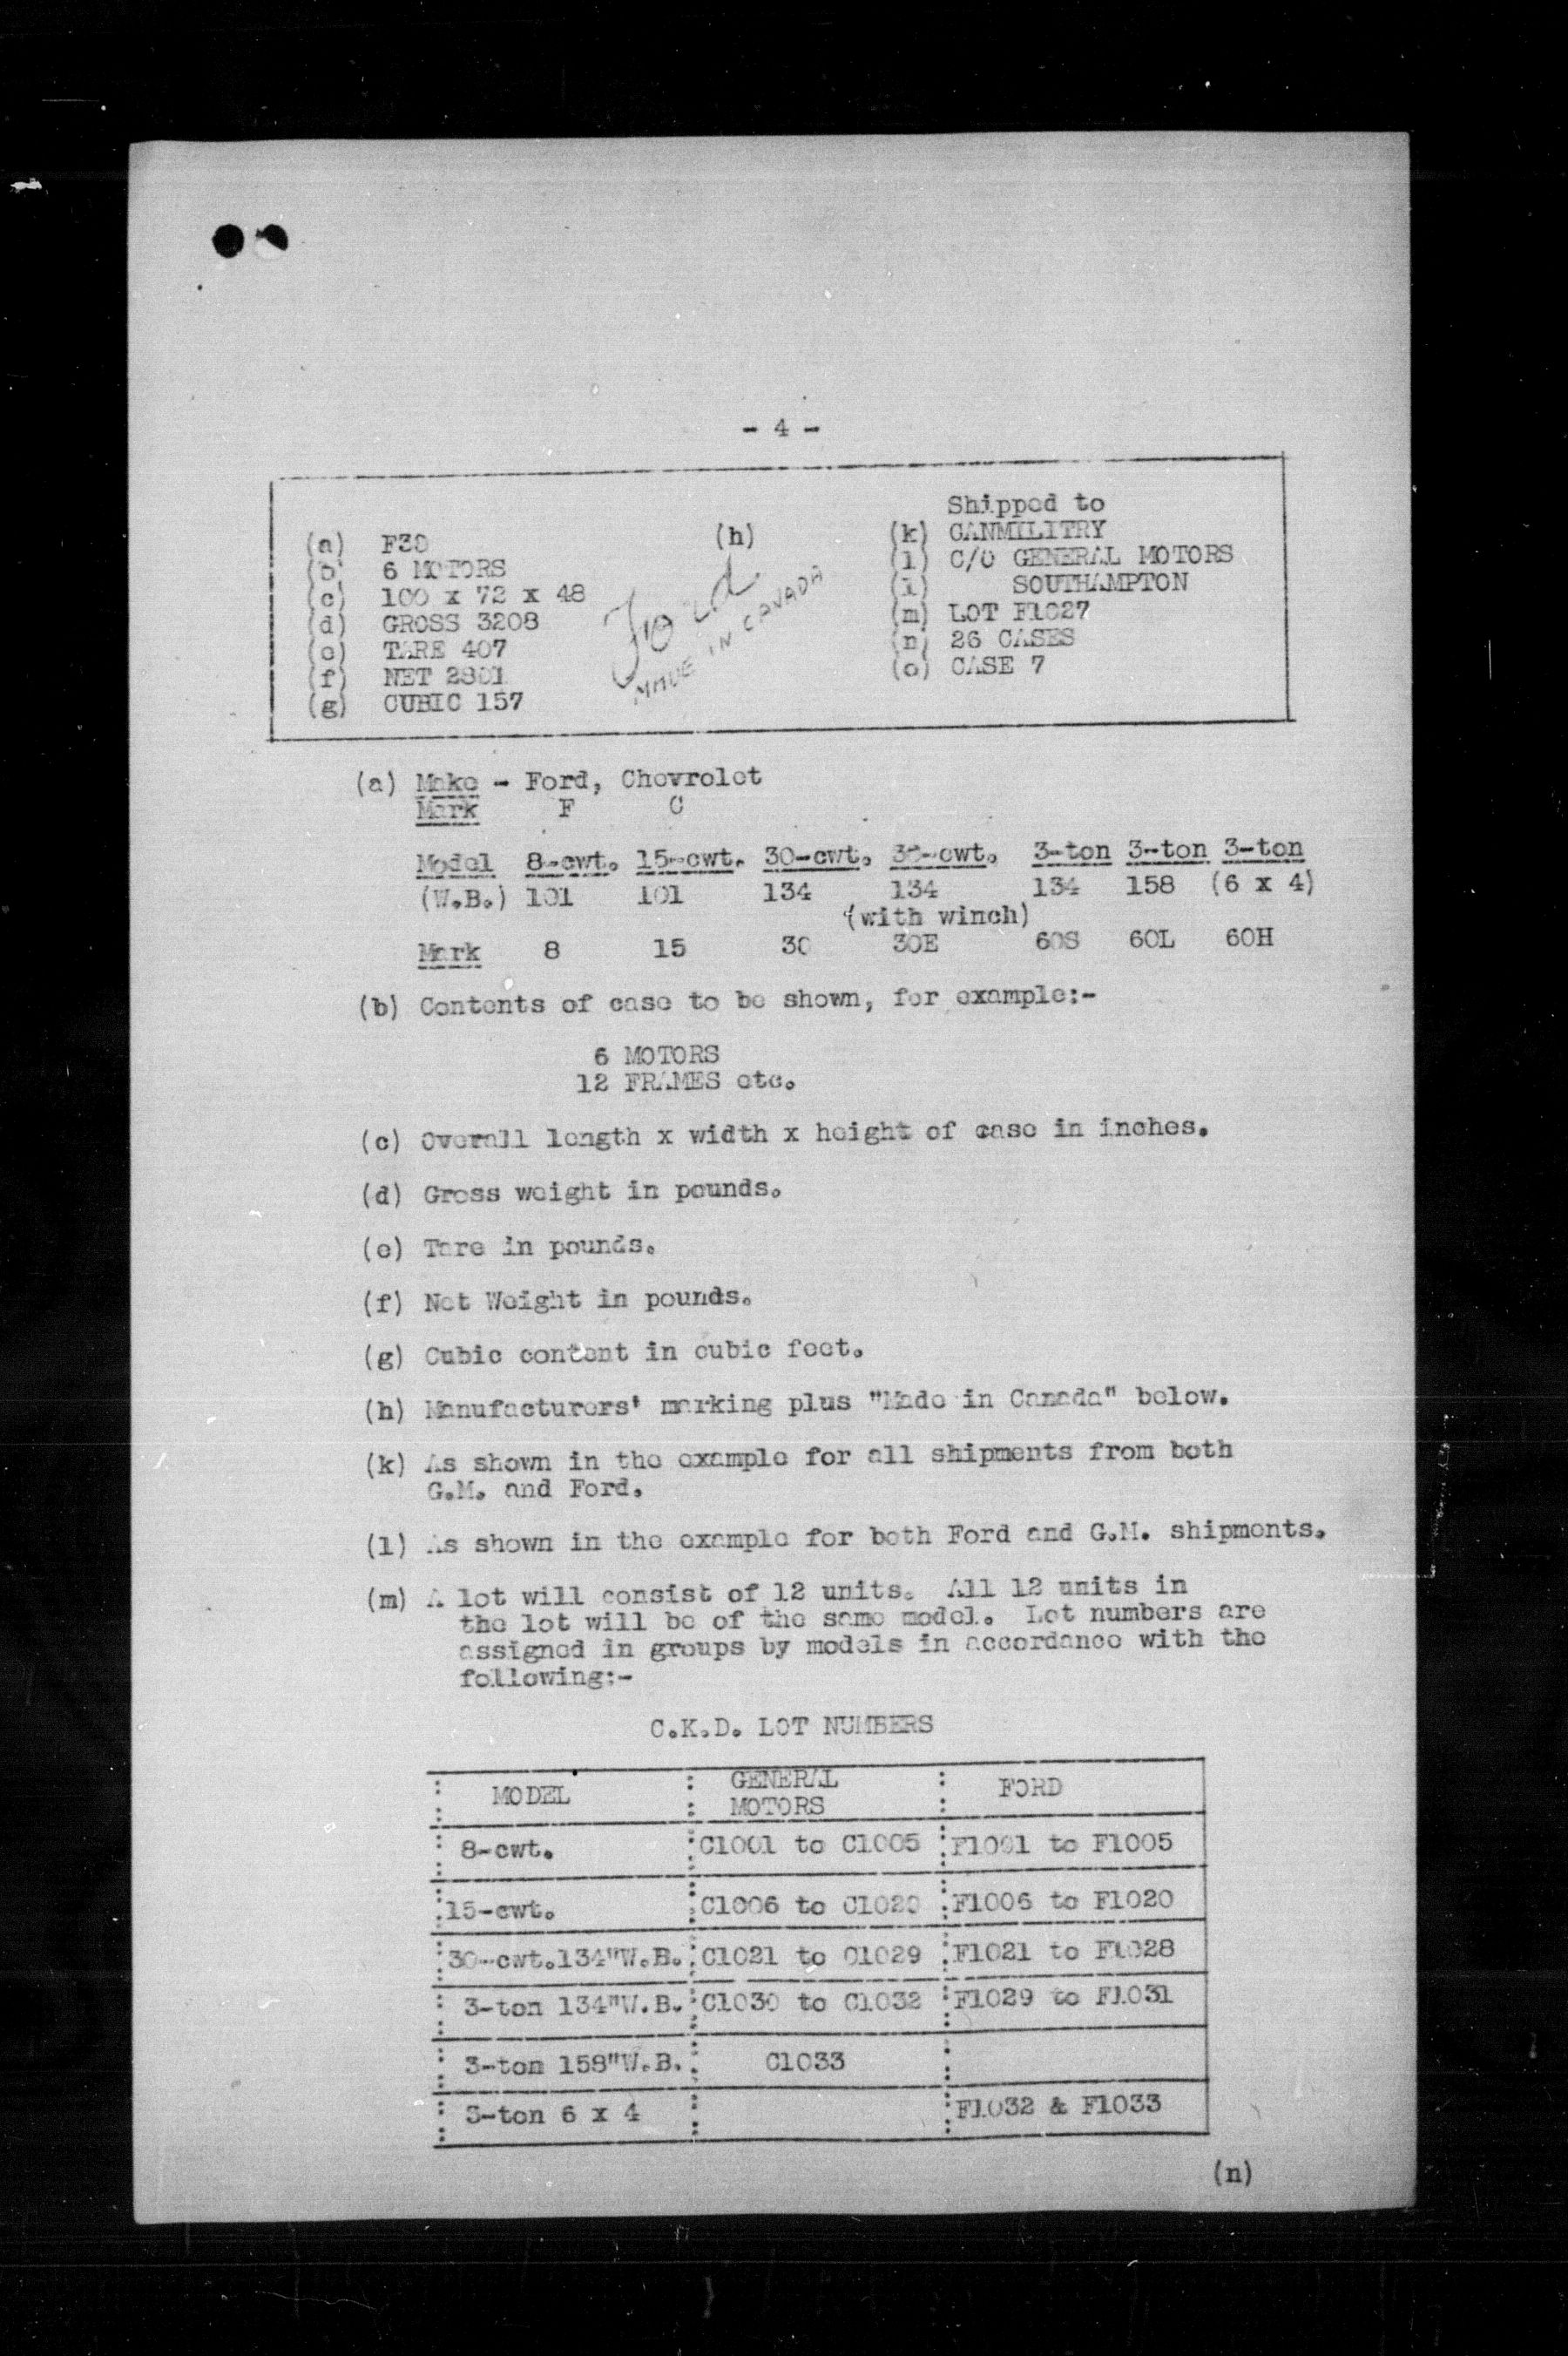 - 4 -
Shipped to
(a) F30 (h) (k) CANMILITRY
(b) 6 MOTORS (l) C/O GENERAL MOTORS
(c) 100 x 72 x 48 Ford (i) SOUTHAMPTON
(d) GROSS 3208 MADE IN CANADA (m) LOT F1027
(e) TARE 407 (n) 26 CASES
(f) NET 2801 (o) CASE 7
(g) CUBIC 157
(a) Make - Ford, Chevrolet
Mark F C
Model 8-cwt. 15-cwt. 30-cwt. 30-cwt. 3-ton 3-ton 3-ton
(W.B.) 101 101 134 134 134 158 (6 x 4)
(with winch)
Mark 8 15 30 30E 60S 60L 60H
(b) Contents of case to be shown, for example:-
6 MOTORS
12 FRAMES etc.
(c) Overall length x width x height of case in inches.
(d) Gross weight in pounds.
(e) Tare in pounds.
(f) Net Weight in pounds.
(g) Cubic content in cubic feet.
(h) Manufacturers' marking plus "Made in Canada" below.
(k) As shown in the example for all shipments from both
G.M. and Ford.
(l) As shown in the example for both Ford and G.M. shipments.
(m) A lot will consist of 12 units. All 12 units in
the lot will be of the same model. Lot numbers are
assigned in groups by models in accordance with the
following:-
C.K.D. LOT NUMBERS
MODEL GENERAL MOTORS FORD
8-cwt. C1001 to C1005 F1001 to F1005
15-cwt. C1006 to C1020 F1006 to F1020
30-cwt.134"W.B. C1021 to C1029 F1021 to F1028
3-ton 134"W.B. C1030 to C1032 F1029 to F1031
3-ton 158"W.B. C1033
3-ton 6 x 4 F1032 & F1033
(n)